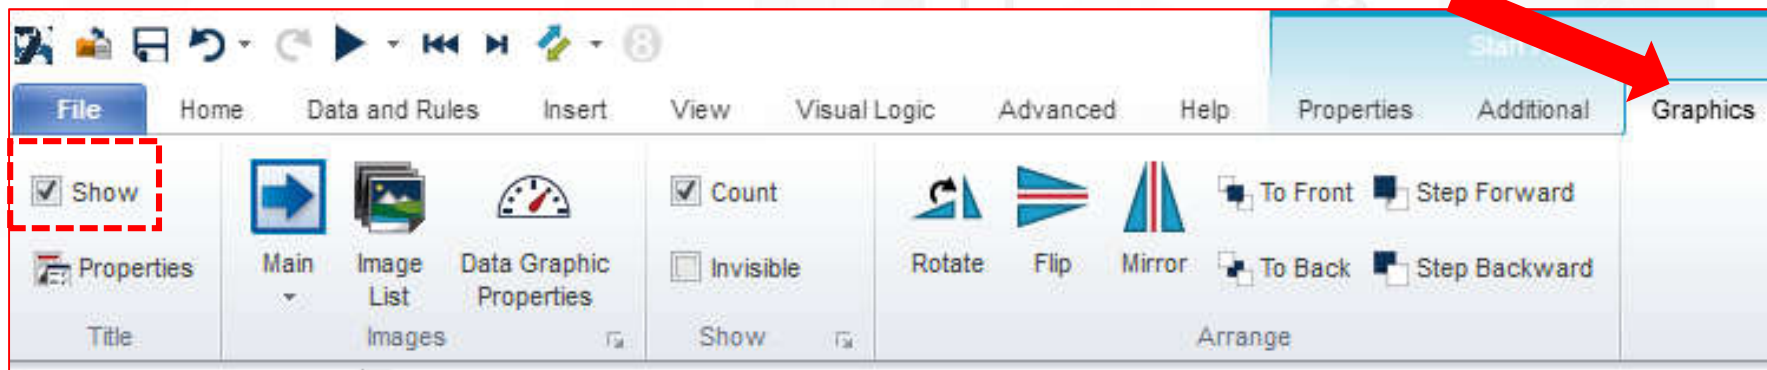 8
File Home Data and Rules Insert View Visual Logic Advanced Help Properties Additional Graphics
Show
Properties
Title
Main
Image
List
Data Graphic
Properties
Images
Count
Invisible
Show
Rotate
Flip
Mirror
To Front
Step Forward
To Back
Step Backward
Arrange